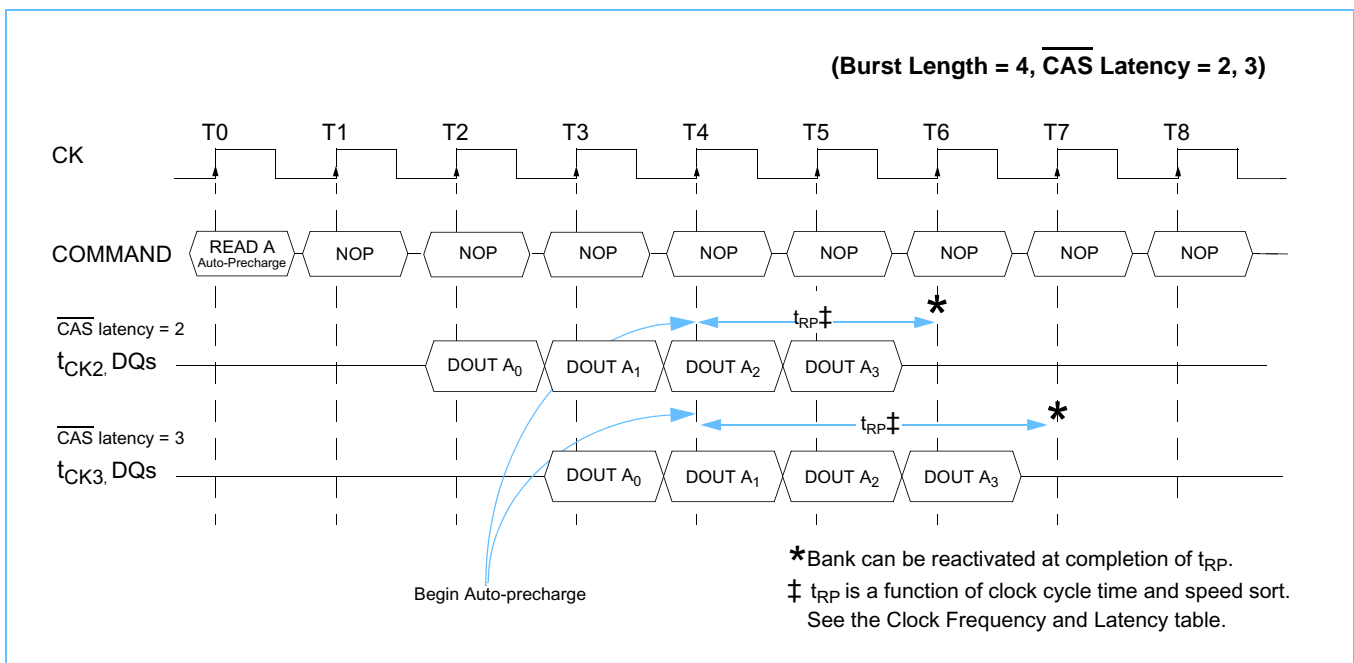 (Burst Length = 4, CAS Latency = 2, 3)
T0 T1 T2 T3 T4 T5 T6 T7 T8
CK
COMMAND
READ A
Auto-Precharge
NOP NOP NOP NOP NOP NOP NOP NOP
CAS latency = 2
tCK2, DQs
tRP‡
*
DOUT A0 DOUT A1 DOUT A2 DOUT A3
CAS latency = 3
tCK3, DQs
tRP‡
*
DOUT A0 DOUT A1 DOUT A2 DOUT A3
Begin Auto-precharge
*Bank can be reactivated at completion of tRP.
‡ tRP is a function of clock cycle time and speed sort.
See the Clock Frequency and Latency table.